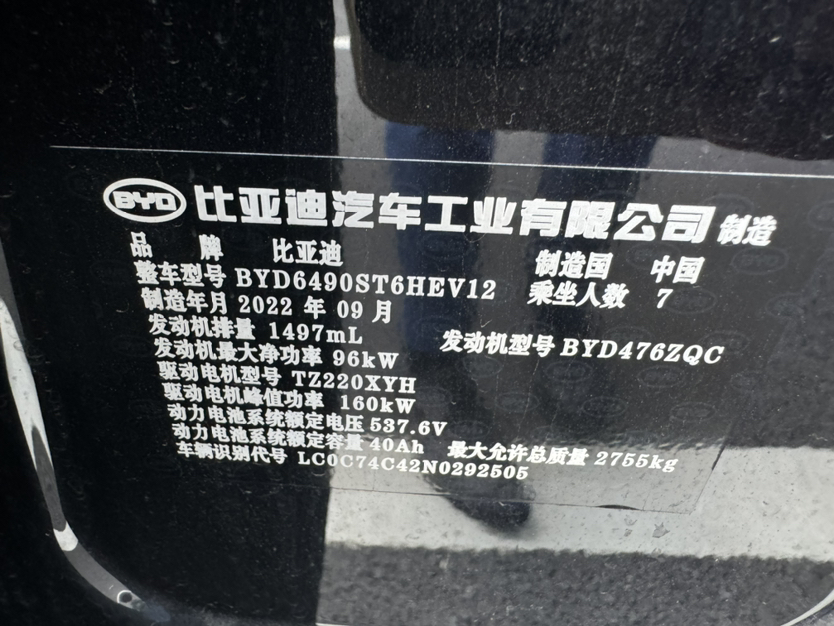 BYD 比亚迪汽车工业有限公司 制造
品 牌 比亚迪 制造国 中国
整车型号 BYD6490ST6HEV12 乘坐人数 7
制造年月 2022 年 09 月
发动机排量 1497mL 发动机型号 BYD476ZQC
发动机最大净功率 96kW
驱动电机型号 TZ220XYH
驱动电机峰值功率 160kW
动力电池系统额定电压 537.6V
动力电池系统额定容量 40Ah 最大允许总质量 2755kg
车辆识别代号 LC0C74C42N0292505